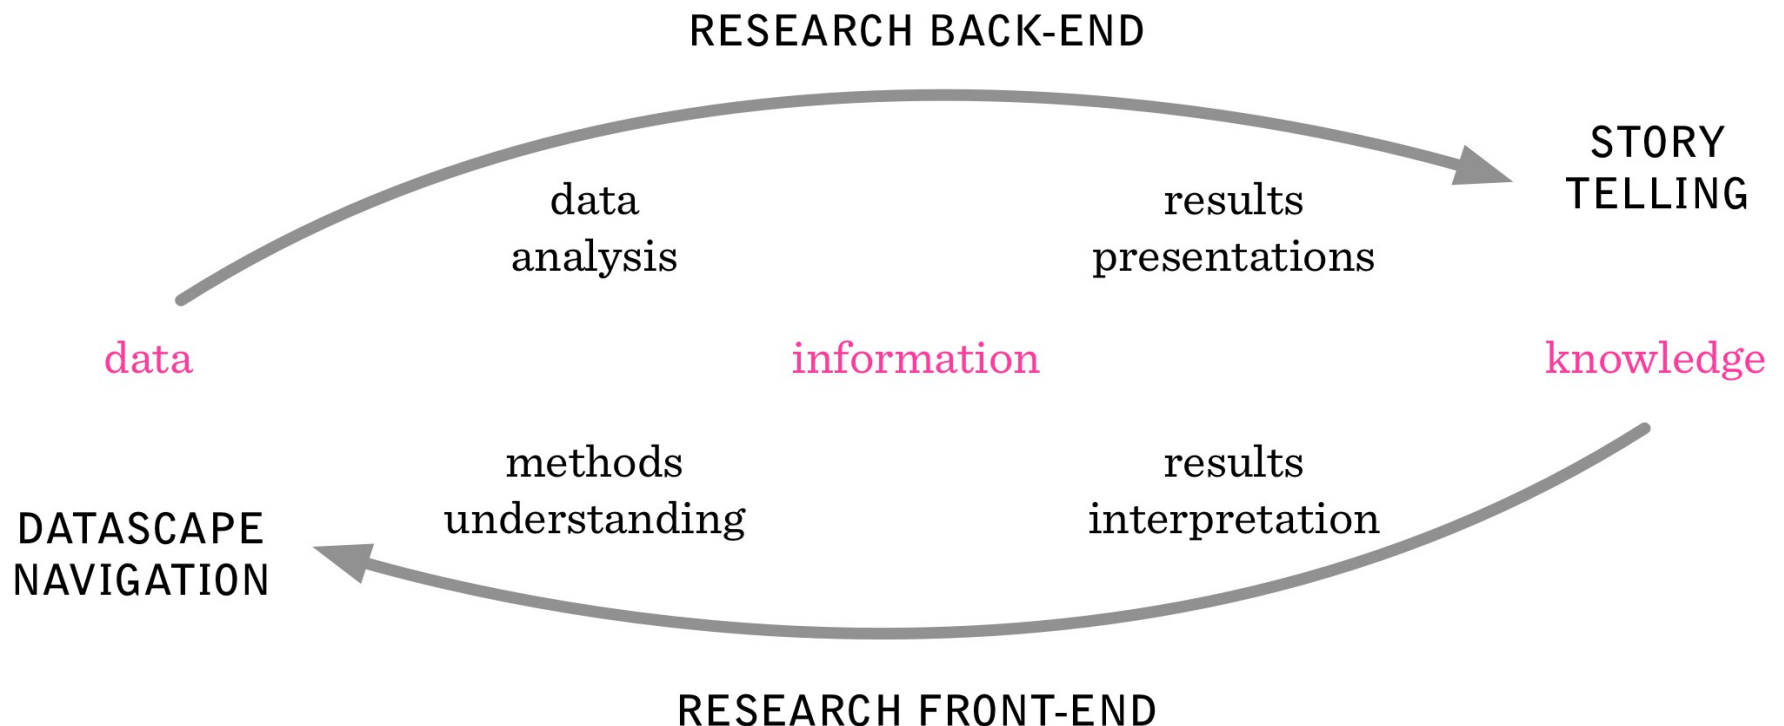 RESEARCH BACK-END
STORY
TELLING
data
analysis
results
presentations
data
information
knowledge
methods
understanding
results
interpretation
DATASCAPE
NAVIGATION
RESEARCH FRONT-END